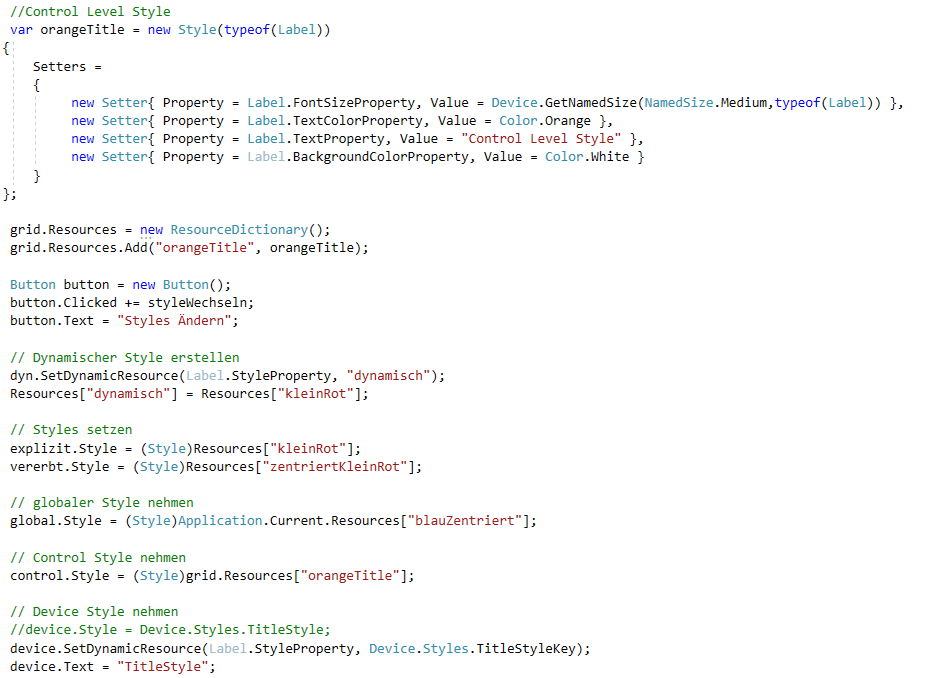 //Control Level Style
var orangeTitle = new Style(typeof(Label))
{
Setters =
{
new Setter{ Property = Label.FontSizeProperty, Value = Device.GetNamedSize(NamedSize.Medium,typeof(Label)) },
new Setter{ Property = Label.TextColorProperty, Value = Color.Orange },
new Setter{ Property = Label.TextProperty, Value = "Control Level Style" },
new Setter{ Property = Label.BackgroundColorProperty, Value = Color.White }
}
};
grid.Resources = new ResourceDictionary();
grid.Resources.Add("orangeTitle", orangeTitle);
Button button = new Button();
button.Clicked += styleWechseln;
button.Text = "Styles Ändern";
// Dynamischer Style erstellen
dyn.SetDynamicResource(Label.StyleProperty, "dynamisch");
Resources["dynamisch"] = Resources["kleinRot"];
// Styles setzen
explizit.Style = (Style)Resources["kleinRot"];
vererbt.Style = (Style)Resources["zentriertKleinRot"];
// globaler Style nehmen
global.Style = (Style)Application.Current.Resources["blauZentriert"];
// Control Style nehmen
control.Style = (Style)grid.Resources["orangeTitle"];
// Device Style nehmen
//device.Style = Device.Styles.TitleStyle;
device.SetDynamicResource(Label.StyleProperty, Device.Styles.TitleStyleKey);
device.Text = "TitleStyle";